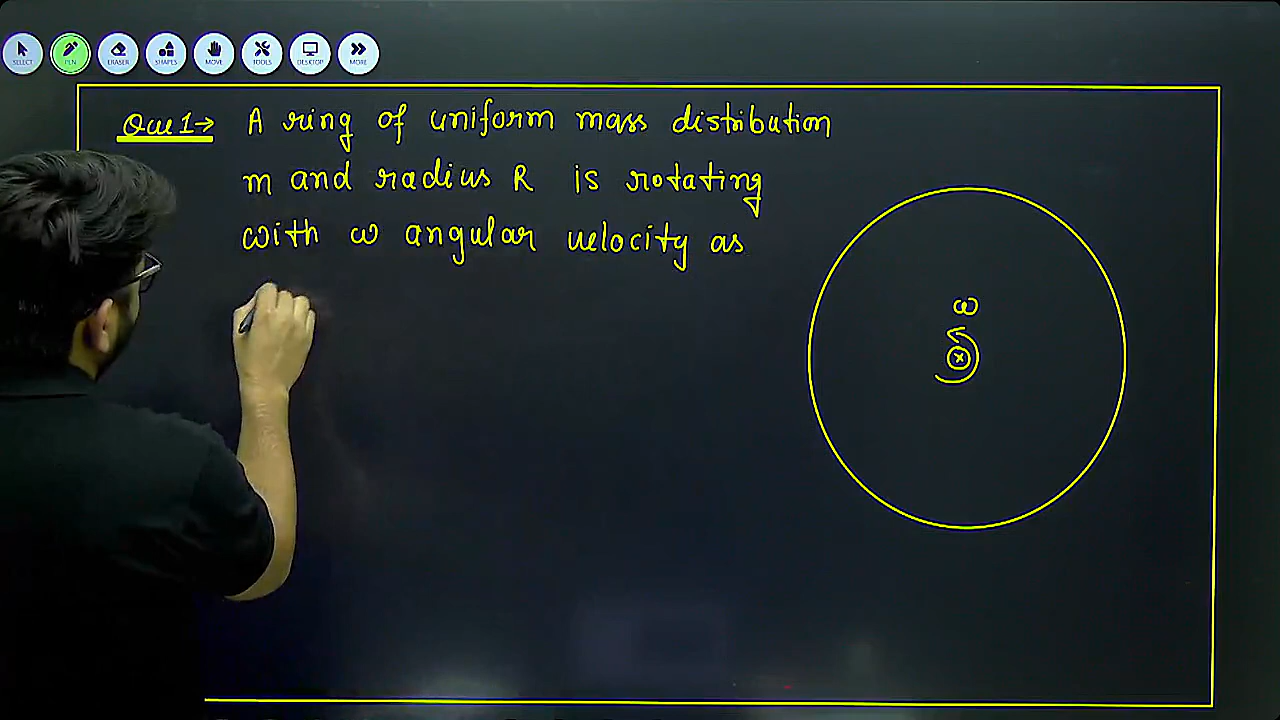 SELECT PEN ERASER SHAPES MOVE TOOLS DESKTOP MORE
Que 1→ A ring of uniform mass distribution
m and radius R is rotating
with ω angular velocity as
ω